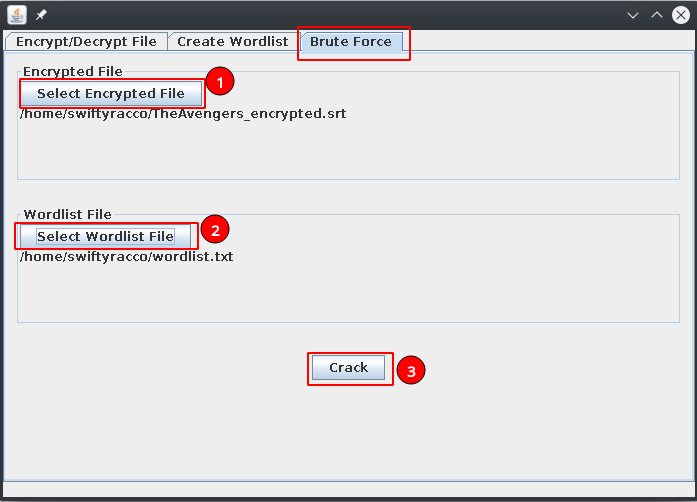 Encrypt/Decrypt File Create Wordlist Brute Force
Encrypted File
1
Select Encrypted File
/home/swiftyracco/TheAvengers_encrypted.srt
Wordlist File
2
Select Wordlist File
/home/swiftyracco/wordlist.txt
Crack
3